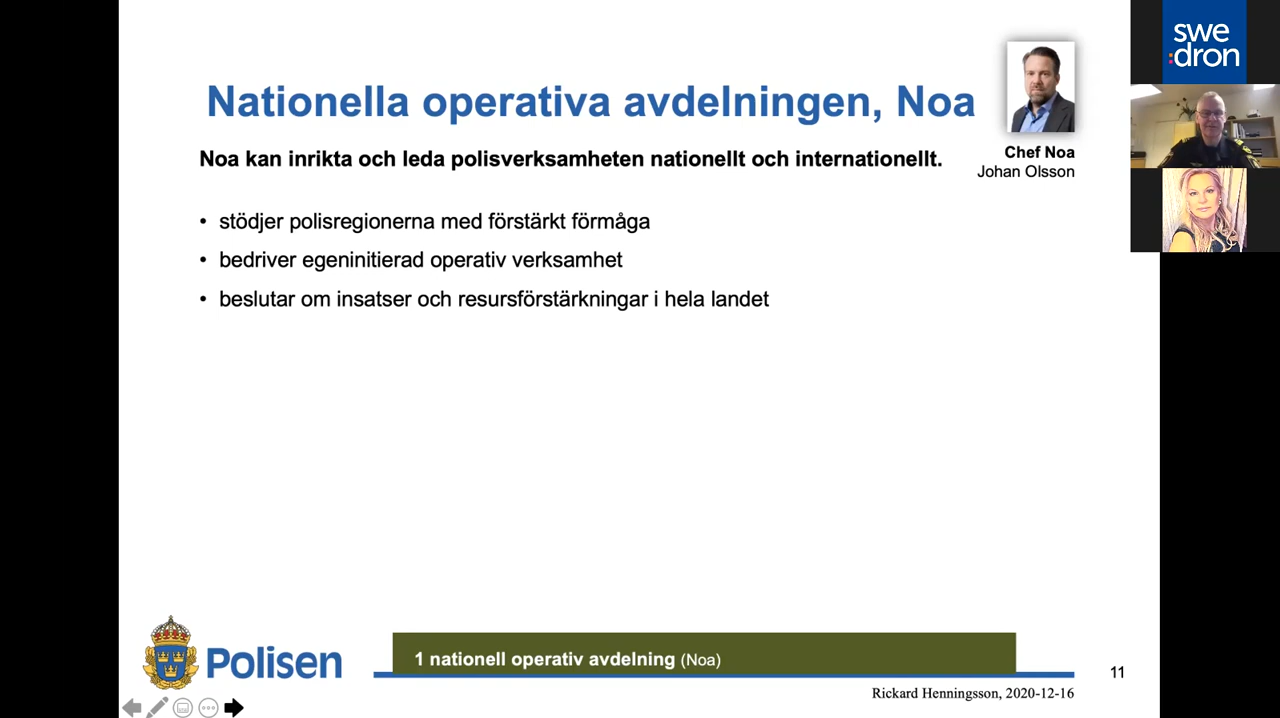 Nationella operativa avdelningen, Noa
Noa kan inrikta och leda polisverksamheten nationellt och internationellt.
Chef Noa
Johan Olsson
• stödjer polisregionerna med förstärkt förmåga
• bedriver egeninitierad operativ verksamhet
• beslutar om insatser och resursförstärkningar i hela landet
swe
:dron
Polisen
1 nationell operativ avdelning (Noa)
11
Rickard Henningsson, 2020-12-16